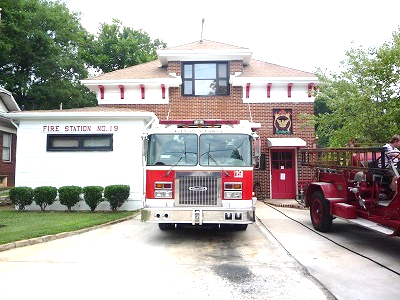 FIRE STATION NO. 19